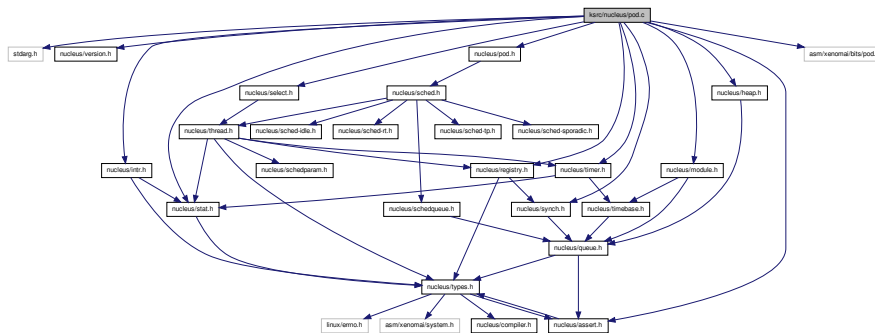 ksrc/nucleus/pod.c
stdarg.h
nucleus/version.h
nucleus/pod.h
asm/xenomai/bits/pod.
nucleus/select.h
nucleus/sched.h
nucleus/heap.h
nucleus/thread.h
nucleus/sched-idle.h
nucleus/sched-rt.h
nucleus/sched-tp.h
nucleus/sched-sporadic.h
nucleus/intr.h
nucleus/schedparam.h
nucleus/registry.h
nucleus/timer.h
nucleus/module.h
nucleus/stat.h
nucleus/schedqueue.h
nucleus/synch.h
nucleus/timebase.h
nucleus/queue.h
nucleus/types.h
linux/errno.h
asm/xenomai/system.h
nucleus/compiler.h
nucleus/assert.h